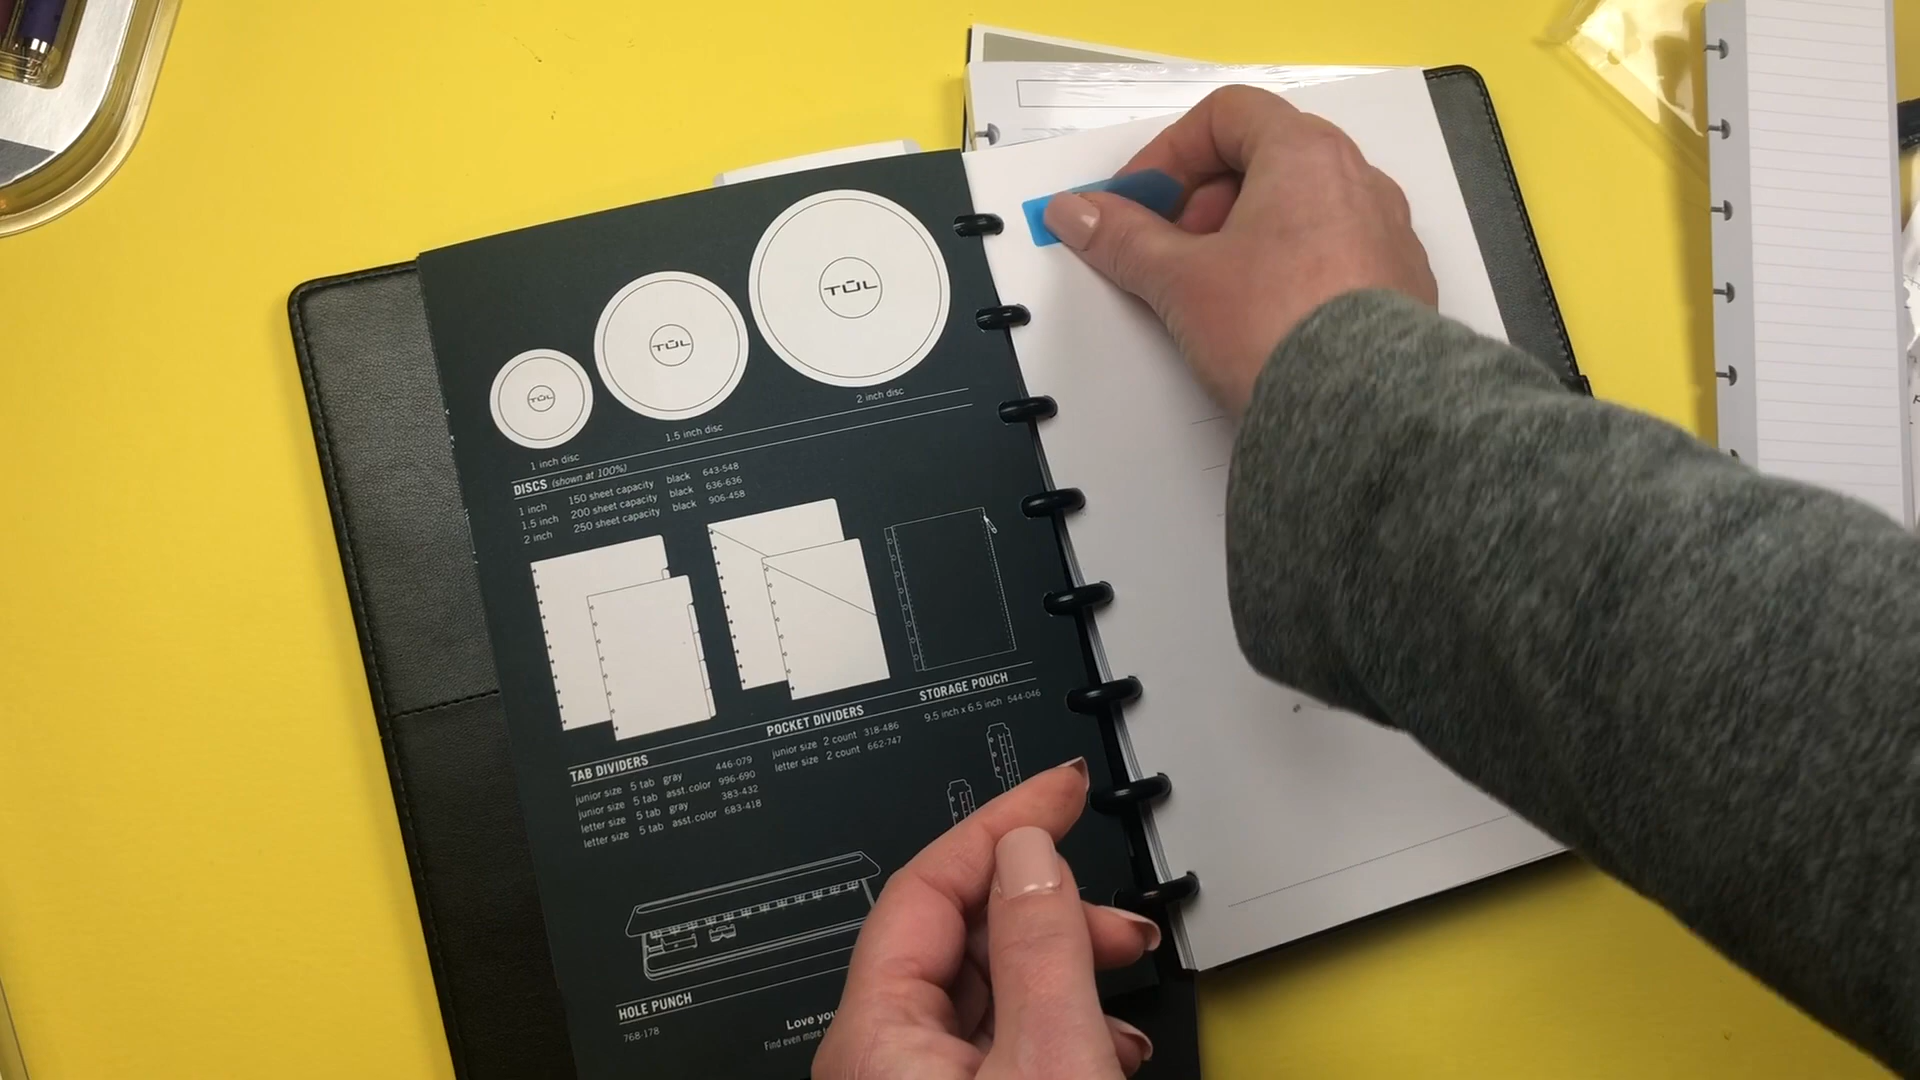 TŪL
TŪL
TŪL
1 inch disc
1.5 inch disc
2 inch disc
DISCS (shown at 100%)
1 inch 150 sheet capacity black 643-548
1.5 inch 200 sheet capacity black 636-636
2 inch 250 sheet capacity black 906-458
TAB DIVIDERS
junior size 5 tab gray 446-079
junior size 5 tab asst.color 996-690
letter size 5 tab gray 383-432
letter size 5 tab asst.color 683-418
POCKET DIVIDERS
junior size 2 count 318-486
letter size 2 count 662-747
STORAGE POUCH
9.5 inch x 6.5 inch 544-046
HOLE PUNCH
768-178
Love you
Find even more